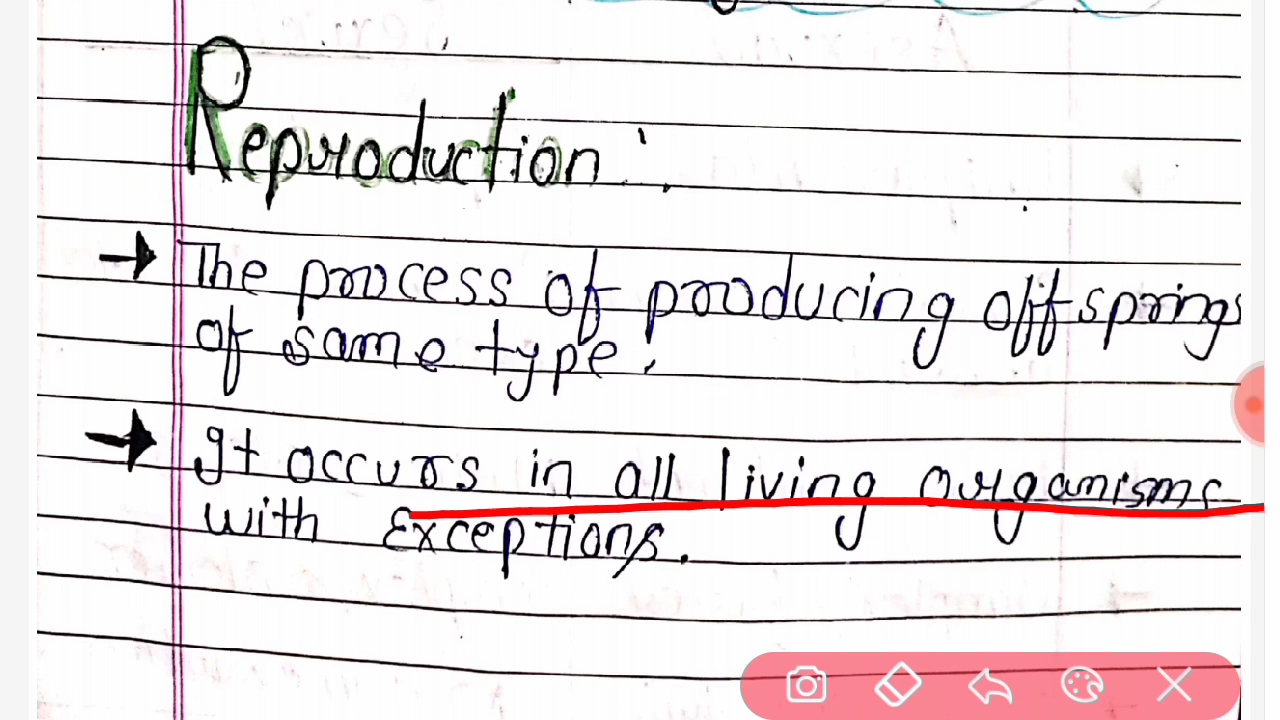 Reproduction:
→ The process of producing offsprings
of same type.
→ It occurs in all living organisms
with Exceptions.